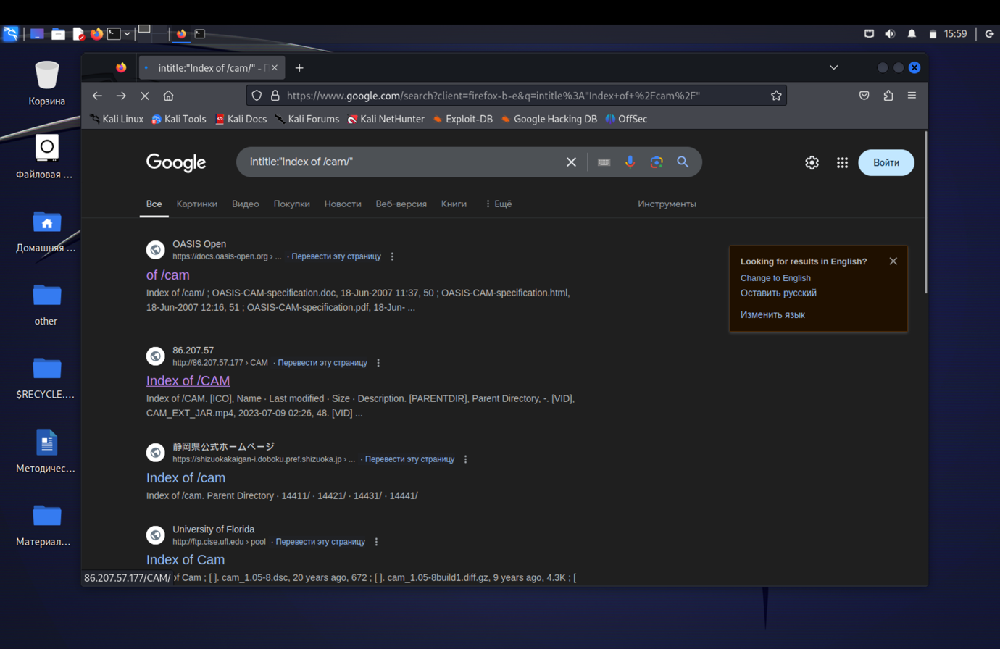 15:59
Корзина
Файловая ...
Домашняя ...
other
$RECYCLE....
Методичес...
Материал...
intitle:"Index of /cam/" - П
https://www.google.com/search?client=firefox-b-e&q=intitle%3A"Index+of+%2Fcam%2F"
Kali Linux Kali Tools Kali Docs Kali Forums Kali NetHunter Exploit-DB Google Hacking DB OffSec
Google
intitle:"Index of /cam/"
Войти
Все Картинки Видео Покупки Новости Веб-версия Книги Ещё Инструменты
OASIS Open
https://docs.oasis-open.org › ... · Перевести эту страницу
of /cam
Index of /cam/ ; OASIS-CAM-specification.doc, 18-Jun-2007 11:37, 50 ; OASIS-CAM-specification.html,
18-Jun-2007 12:16, 51 ; OASIS-CAM-specification.pdf, 18-Jun- ...
86.207.57
http://86.207.57.177 › CAM · Перевести эту страницу
Index of /CAM
Index of /CAM. [ICO], Name · Last modified · Size · Description. [PARENTDIR], Parent Directory, -. [VID],
CAM_EXT_JAR.mp4, 2023-07-09 02:26, 48. [VID] ...
静岡県公式ホームページ
https://shizuokakaigan-i.doboku.pref.shizuoka.jp › ... · Перевести эту страницу
Index of /cam
Index of /cam. Parent Directory · 14411/ · 14421/ · 14431/ · 14441/
University of Florida
http://ftp.cise.ufl.edu › pool · Перевести эту страницу
Index of Cam
of Cam ; [ ]. cam_1.05-8.dsc, 20 years ago, 672 ; [ ]. cam_1.05-8build1.diff.gz, 9 years ago, 4.3K ; [
86.207.57.177/CAM/
Looking for results in English?
Change to English
Оставить русский
Изменить язык